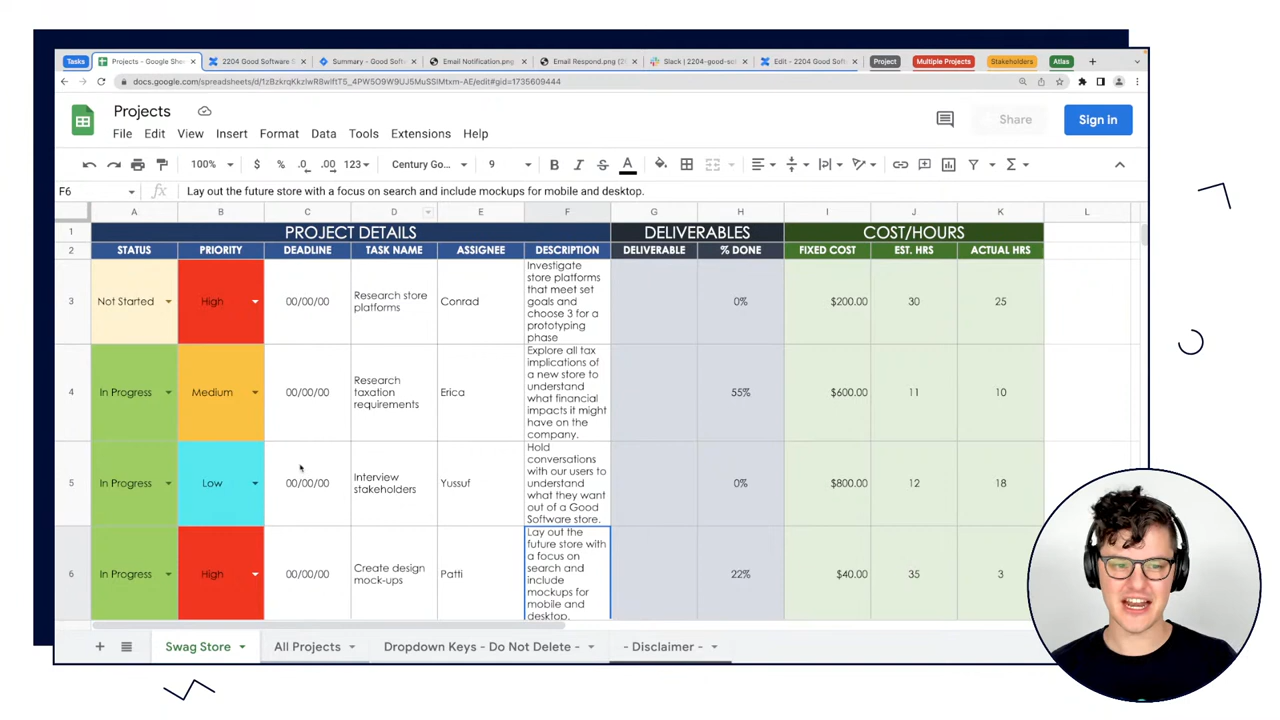 Tasks Projects - Google She 2204 Good Software S Summary - Good Soft Email Notification.png Email Respond.png (2 Slack | 2204-good-so Edit - 2204 Good Softw Project Multiple Projects Stakeholders Atlas
Projects
File Edit View Insert Format Data Tools Extensions Help
Share
Sign in
100% $ % .0 .00 123 Century Go... 9
F6 fx Lay out the future store with a focus on search and include mockups for mobile and desktop.
A B C D E F G H I J K L
1 PROJECT DETAILS DELIVERABLES COST/HOURS
2 STATUS PRIORITY DEADLINE TASK NAME ASSIGNEE DESCRIPTION DELIVERABLE % DONE FIXED COST EST. HRS ACTUAL HRS
3 Not Started High 00/00/00
Research store
platforms
Conrad
Investigate
store platforms
that meet set
goals and
choose 3 for a
prototyping
phase
0% $200.00 30 25
4 In Progress Medium 00/00/00
Research
taxation
requirements
Erica
Explore all tax
implications of
a new store to
understand
what financial
impacts it might
have on the
company.
55% $600.00 11 10
5 In Progress Low 00/00/00
Interview
stakeholders
Yussuf
Hold
conversations
with our users to
understand
what they want
out of a Good
Software store.
0% $800.00 12 18
6 In Progress High 00/00/00
Create design
mock-ups
Patti
Lay out the
future store with
a focus on
search and
include
mockups for
mobile and
desktop.
22% $40.00 35 3
Swag Store All Projects Dropdown Keys - Do Not Delete - - Disclaimer -